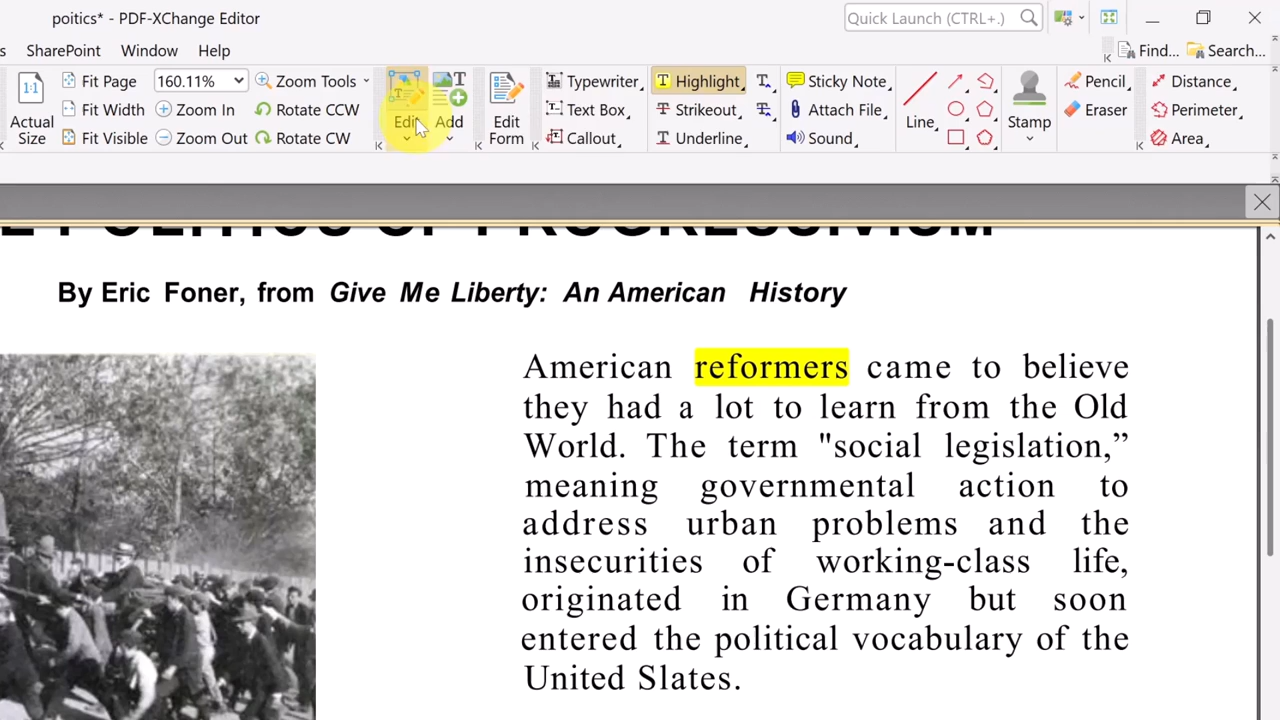 poitics* - PDF-XChange Editor
Quick Launch (CTRL+.)
s SharePoint Window Help
Find... Search...
1:1 Actual Size
Fit Page 160.11% Zoom Tools
Fit Width Zoom In Rotate CCW
Fit Visible Zoom Out Rotate CW
Edit Add Edit Form
Typewriter Highlight Sticky Note
Text Box Strikeout Attach File
Callout Underline Sound
Line Stamp
Pencil Distance
Eraser Perimeter
Area
E POLITICS OF PROGRESSIVISM
By Eric Foner, from Give Me Liberty: An American History
American reformers came to believe
they had a lot to learn from the Old
World. The term "social legislation,”
meaning governmental action to
address urban problems and the
insecurities of working-class life,
originated in Germany but soon
entered the political vocabulary of the
United Slates.